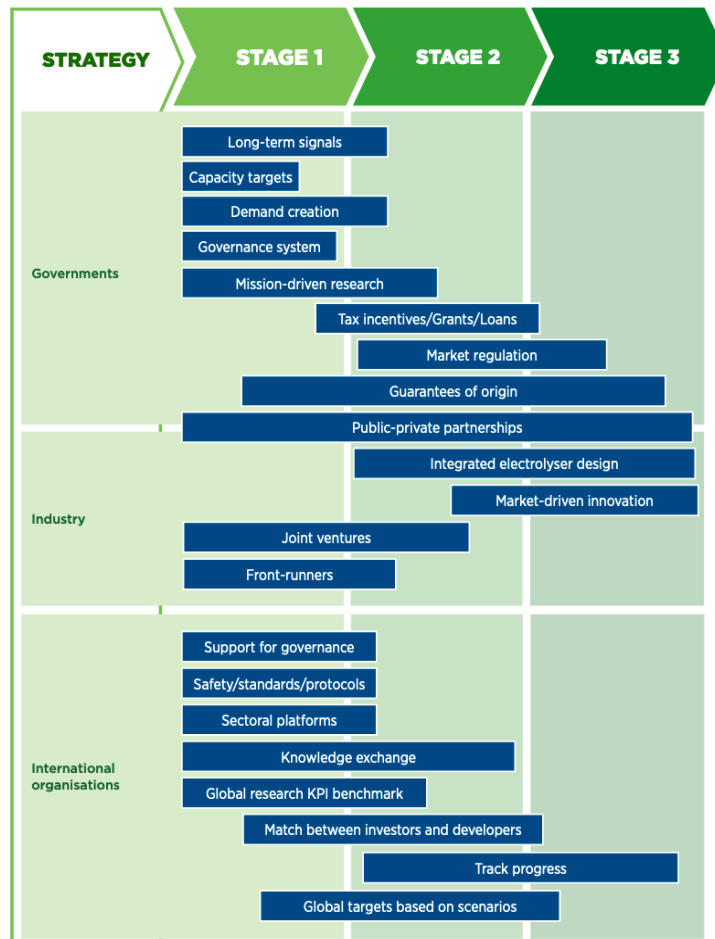 STRATEGY
STAGE 1
STAGE 2
STAGE 3
Governments
Long-term signals
Capacity targets
Demand creation
Governance system
Mission-driven research
Tax incentives/Grants/Loans
Market regulation
Guarantees of origin
Public-private partnerships
Industry
Integrated electrolyser design
Market-driven innovation
Joint ventures
Front-runners
International
organisations
Support for governance
Safety/standards/protocols
Sectoral platforms
Knowledge exchange
Global research KPI benchmark
Match between investors and developers
Track progress
Global targets based on scenarios